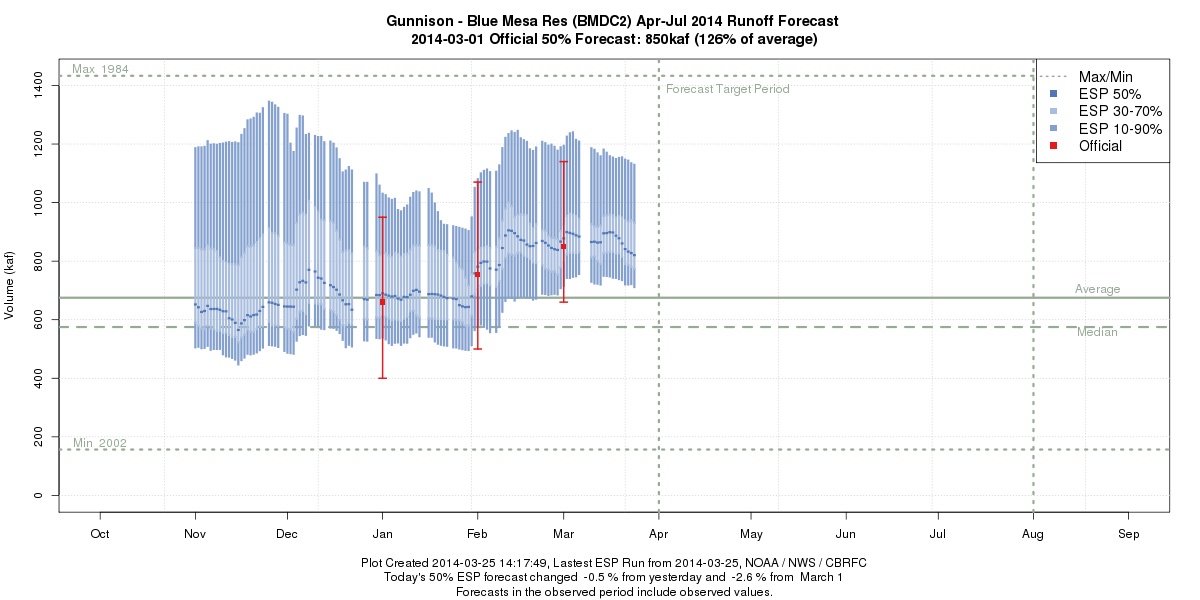 Gunnison - Blue Mesa Res (BMDC2) Apr-Jul 2014 Runoff Forecast
2014-03-01 Official 50% Forecast: 850kaf (126% of average)
Max 1984
Forecast Target Period
Max/Min
ESP 50%
ESP 30-70%
ESP 10-90%
Official
Average
Median
Min 2002
Volume (kaf)
1400
1200
1000
800
600
400
200
0
Oct Nov Dec Jan Feb Mar Apr May Jun Jul Aug Sep
Plot Created 2014-03-25 14:17:49, Lastest ESP Run from 2014-03-25, NOAA / NWS / CBRFC
Today's 50% ESP forecast changed -0.5 % from yesterday and -2.6 % from March 1
Forecasts in the observed period include observed values.